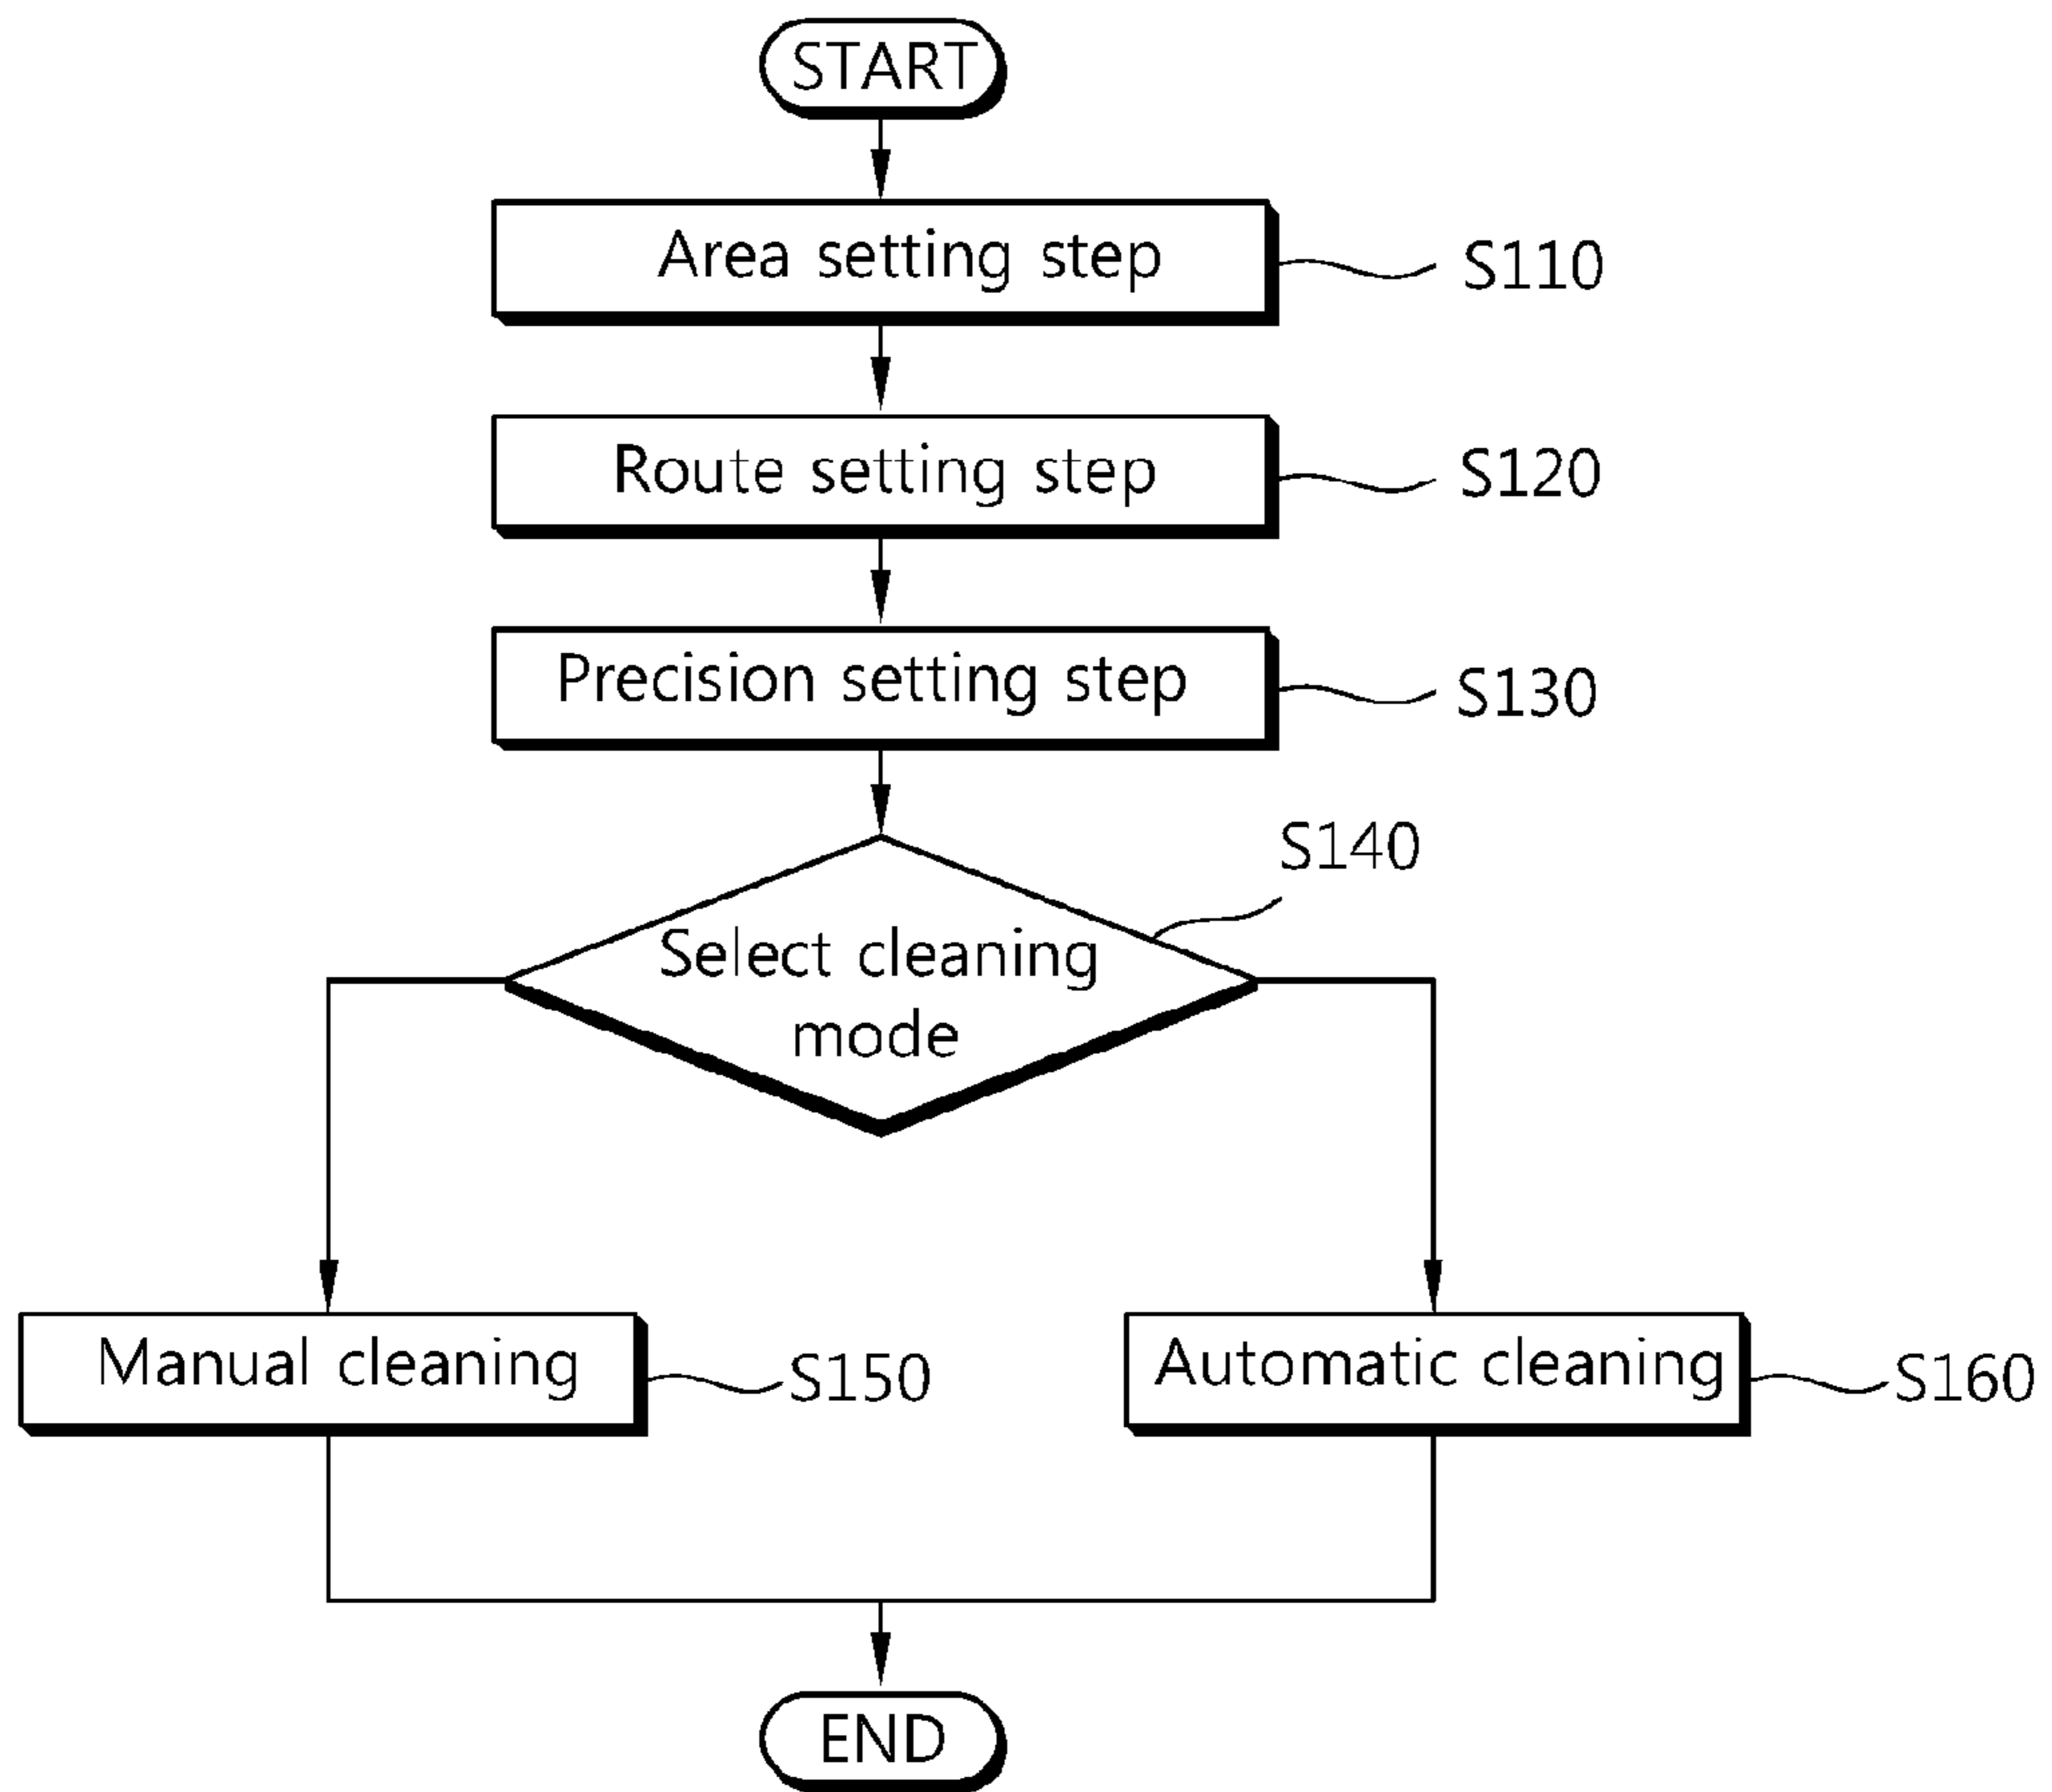 START
Area setting step
S110
Route setting step
S120
Precision setting step
S130
S140
Select cleaning
mode
Manual cleaning
S150
Automatic cleaning
S160
END